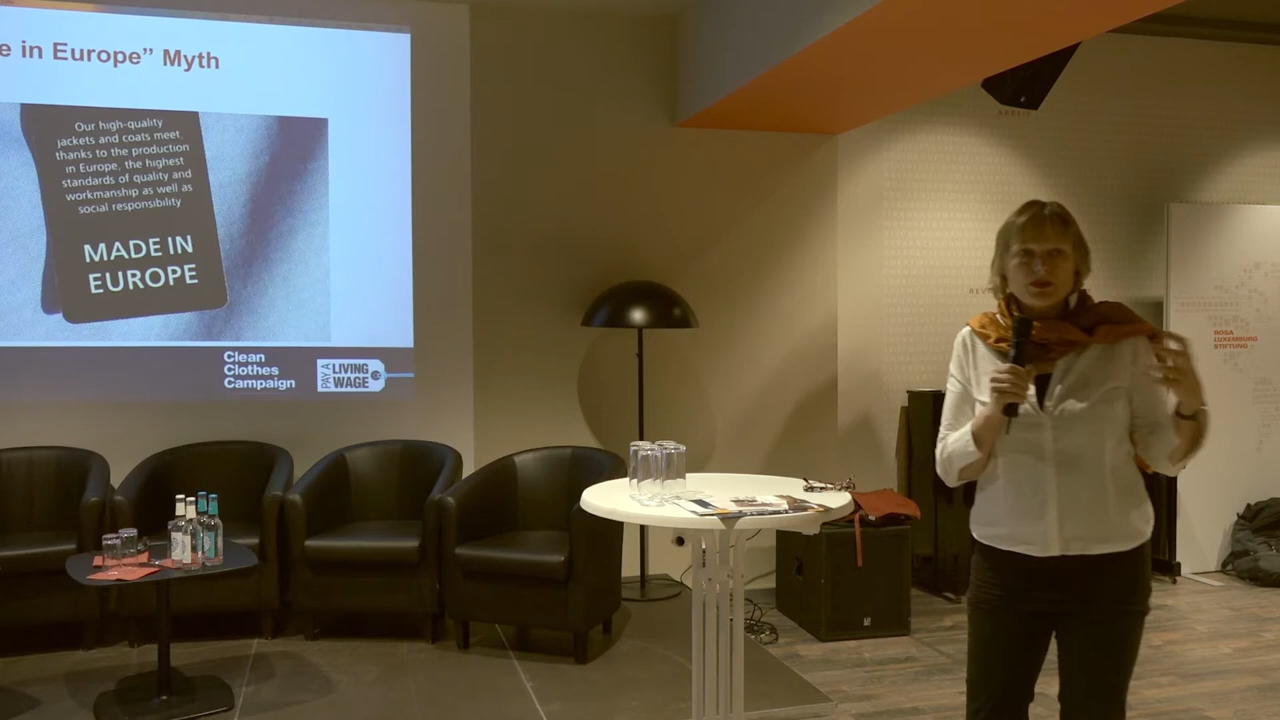 e in Europe” Myth
Our high-quality
jackets and coats meet,
thanks to the production
in Europe, the highest
standards of quality and
workmanship as well as
social responsibility
MADE IN
EUROPE
Clean
Clothes
Campaign
PAY A
LIVING
WAGE
ROSA
LUXEMBURG
STIFTUNG